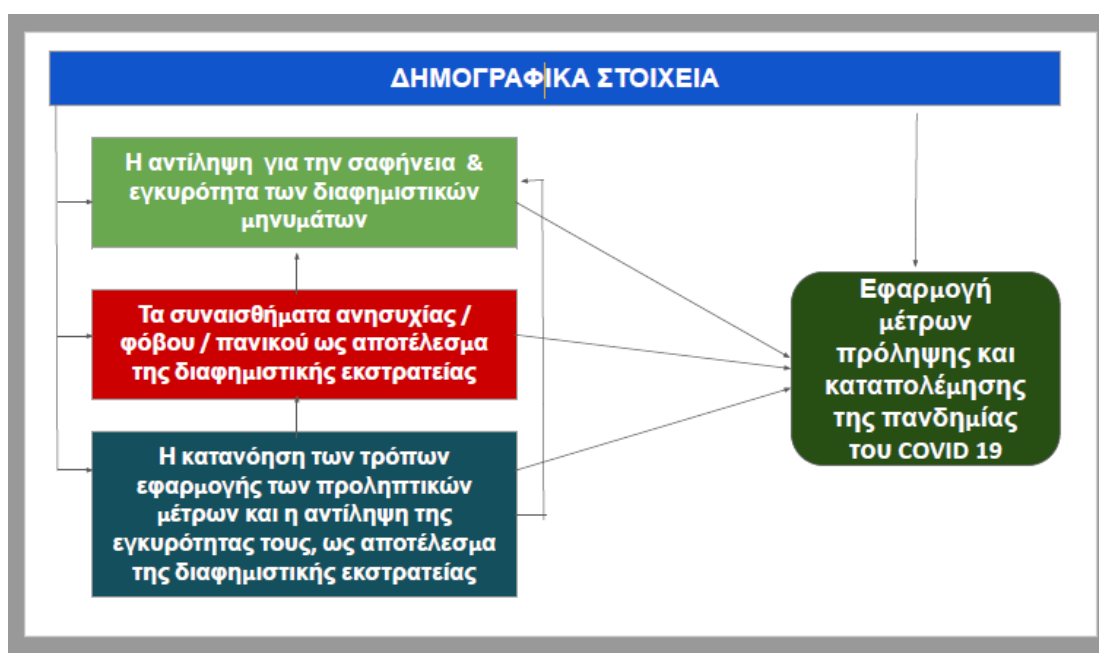 ΔΗΜΟΓΡΑΦΙΚΑ ΣΤΟΙΧΕΙΑ
Η αντίληψη για την σαφήνεια &
εγκυρότητα των διαφημιστικών
μηνυμάτων
Τα συναισθήματα ανησυχίας /
φόβου / πανικού ως αποτέλεσμα
της διαφημιστικής εκστρατείας
Η κατανόηση των τρόπων
εφαρμογής των προληπτικών
μέτρων και η αντίληψη της
εγκυρότητας τους, ως αποτέλεσμα
της διαφημιστικής εκστρατείας
Εφαρμογή
μέτρων
πρόληψης και
καταπολέμησης
της πανδημίας
του COVID 19